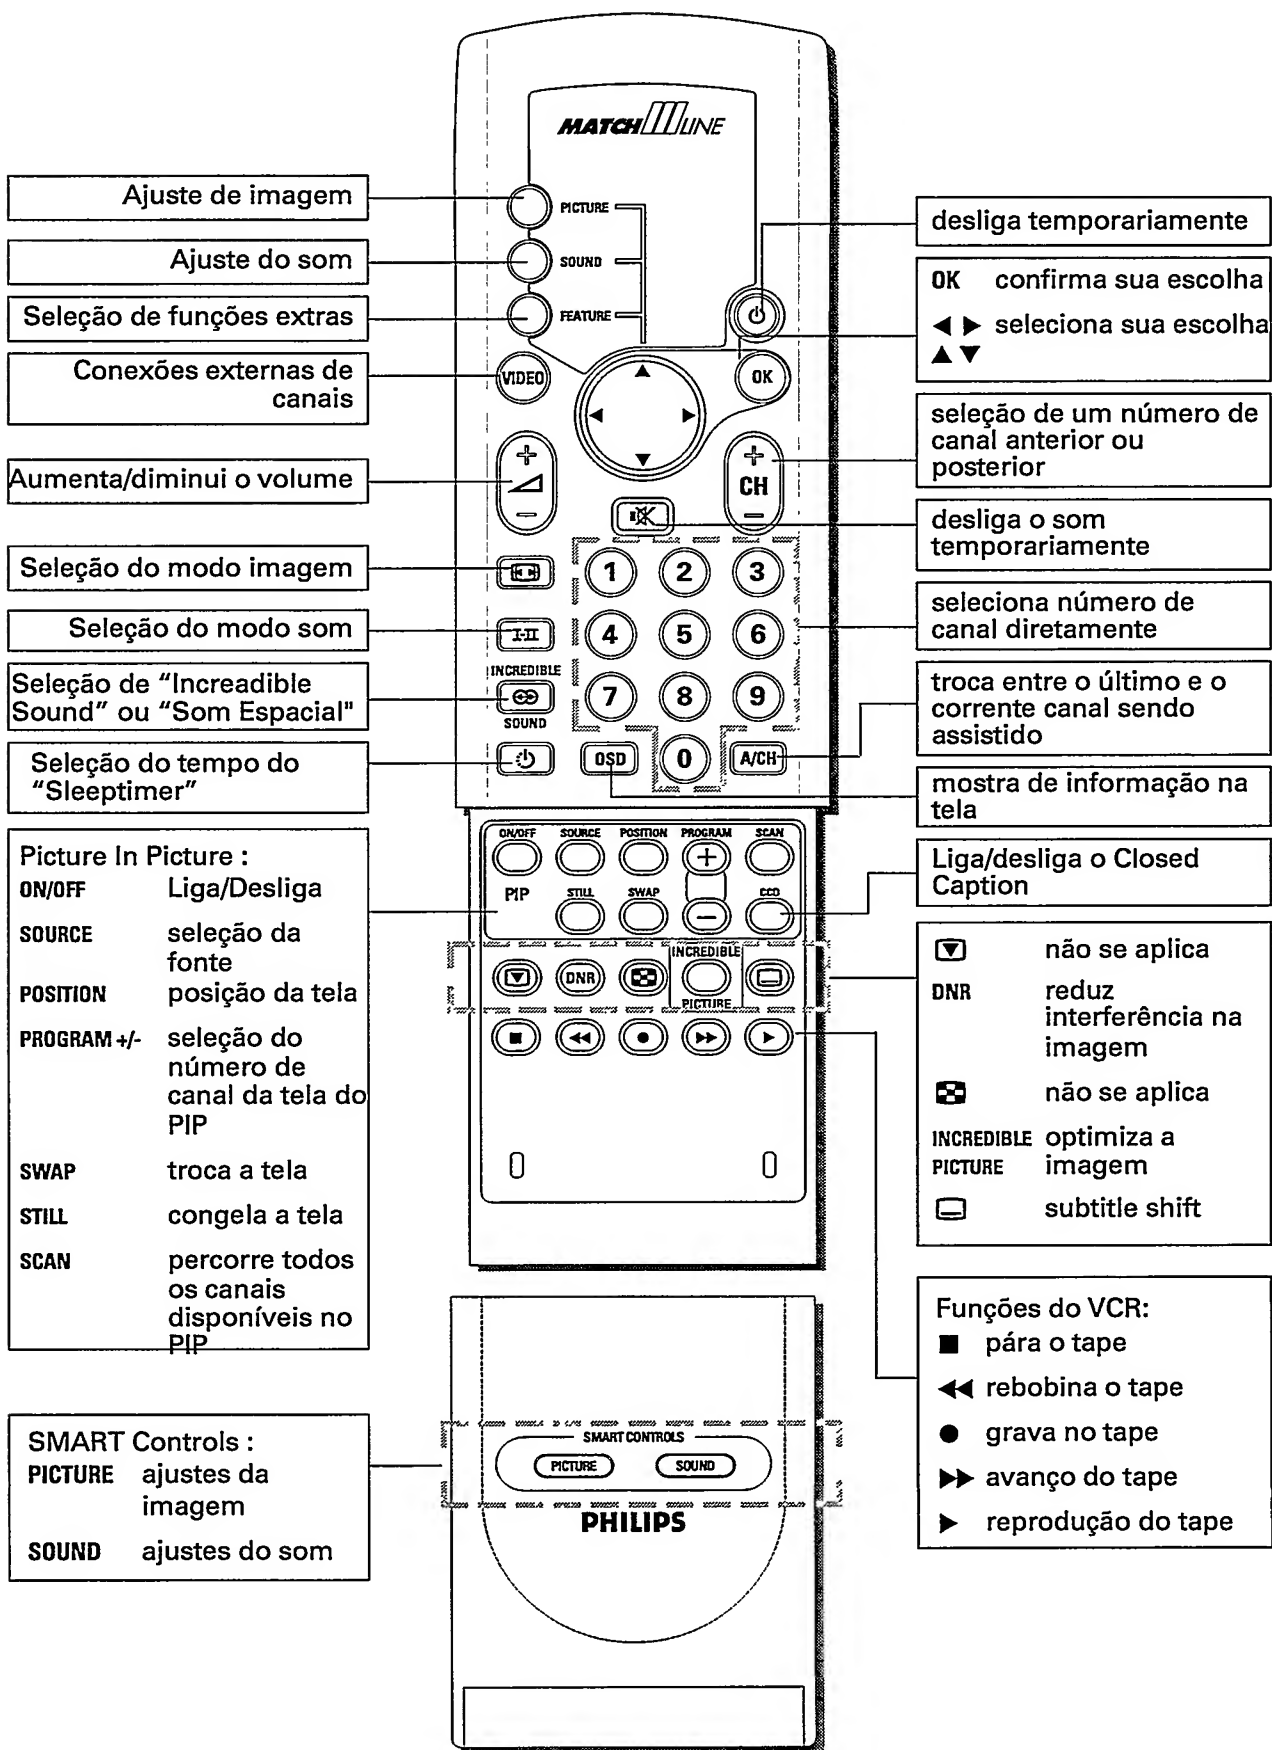 MATCH LINE
Ajuste de imagem
Ajuste do som
Seleção de funções extras
Conexões externas de
canais
Aumenta/diminui o volume
Seleção do modo imagem
Seleção do modo som
Seleção de “Increadible
Sound” ou “Som Espacial"
Seleção do tempo do
“Sleeptimer”
Picture In Picture :
ON/OFF Liga/Desliga
SOURCE seleção da
fonte
POSITION posição da tela
PROGRAM +/- seleção do
número de
canal da tela do
PIP
SWAP troca a tela
STILL congela a tela
SCAN percorre todos
os canais
disponíveis no
PIP
SMART Controls :
PICTURE ajustes da
imagem
SOUND ajustes do som
PICTURE
SOUND
FEATURE
VIDEO
OK
+
+
CH
-
-
1 2 3
I-II
4 5 6
INCREDIBLE
7 8 9
SOUND
OSD 0 A/CH
ON/OFF SOURCE POSITION PROGRAM SCAN
+
PIP STILL SWAP CCD
-
INCREDIBLE
DNR
PICTURE
SMART CONTROLS
PICTURE SOUND
PHILIPS
desliga temporariamente
OK confirma sua escolha
◀ ▶ seleciona sua escolha
▲ ▼
seleção de um número de
canal anterior ou
posterior
desliga o som
temporariamente
seleciona número de
canal diretamente
troca entre o último e o
corrente canal sendo
assistido
mostra de informação na
tela
Liga/desliga o Closed
Caption
não se aplica
DNR reduz
interferência na
imagem
não se aplica
INCREDIBLE optimiza a
PICTURE imagem
subtitle shift
Funções do VCR:
■ pára o tape
◀◀ rebobina o tape
● grava no tape
▶▶ avanço do tape
▶ reprodução do tape